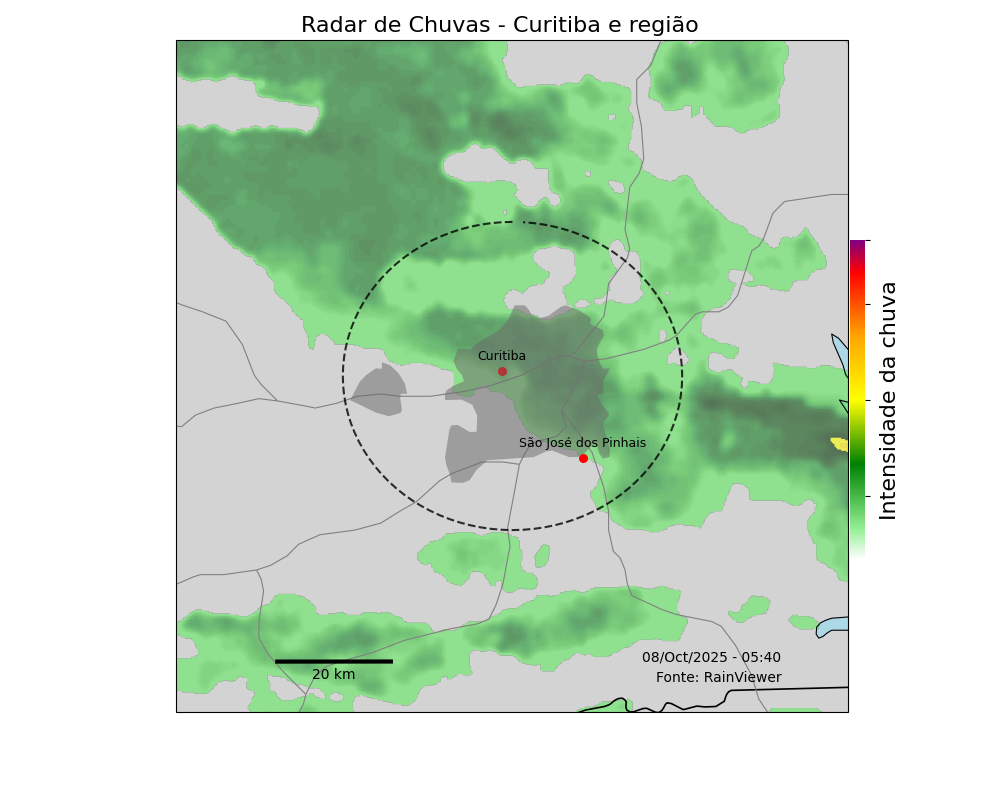 Radar de Chuvas - Curitiba e região
Curitiba
São José dos Pinhais
Intensidade da chuva
20 km
08/Oct/2025 - 05:40
Fonte: RainViewer